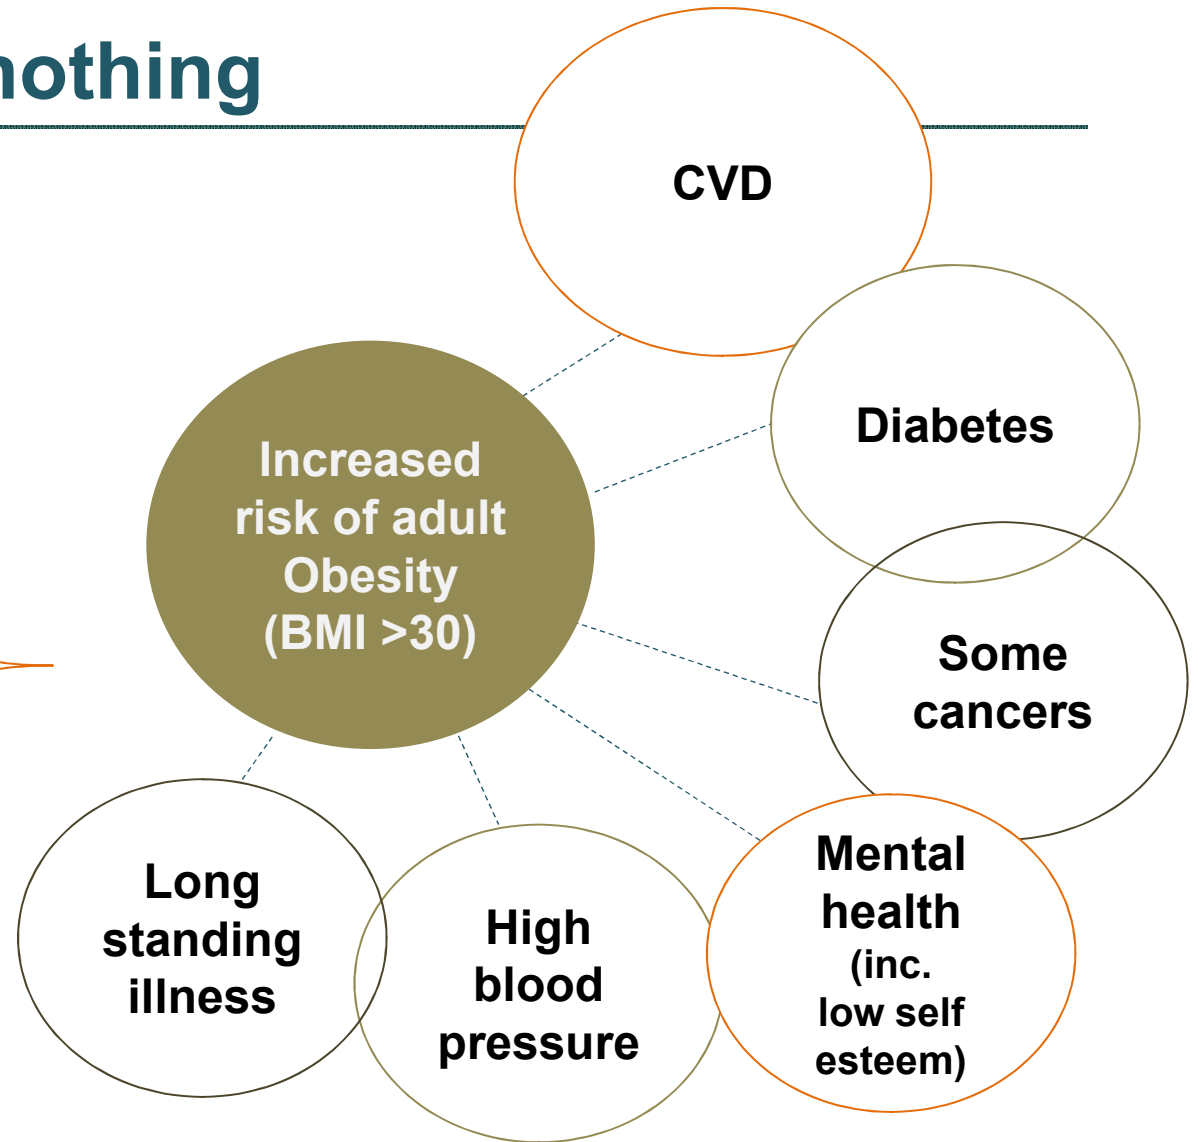 nothing
CVD
Diabetes
Increased
risk of adult
Obesity
(BMI >30)
Some
cancers
Mental
health
(inc.
low self
esteem)
High
blood
pressure
Long
standing
illness